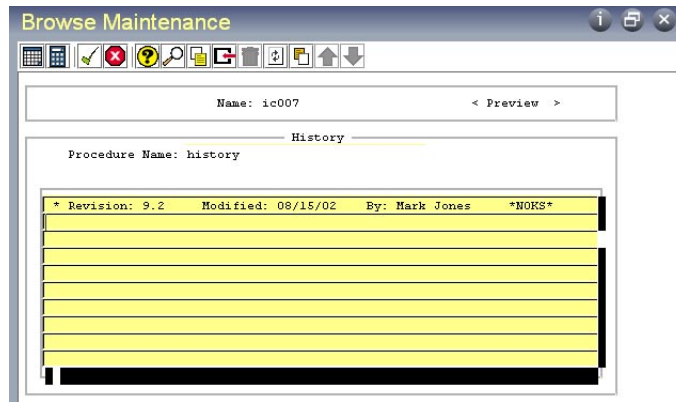 Browse Maintenance
Name: ic007 < Preview >
History
Procedure Name: history
* Revision: 9.2 Modified: 08/15/02 By: Mark Jones *NOKS*